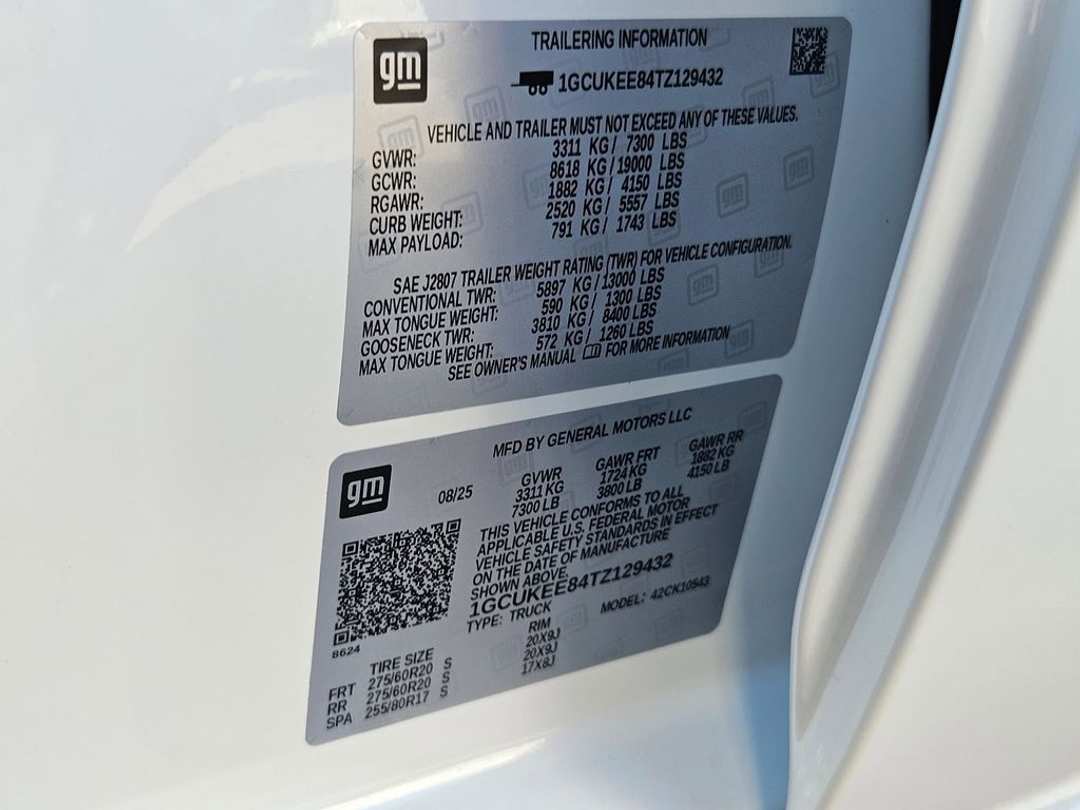 gm
TRAILERING INFORMATION
1GCUKEE84TZ129432
VEHICLE AND TRAILER MUST NOT EXCEED ANY OF THESE VALUES.
GVWR: 3311 KG / 7300 LBS
GCWR: 8618 KG / 19000 LBS
RGAWR: 1882 KG / 4150 LBS
CURB WEIGHT: 2520 KG / 5557 LBS
MAX PAYLOAD: 791 KG / 1743 LBS
SAE J2807 TRAILER WEIGHT RATING (TWR) FOR VEHICLE CONFIGURATION.
CONVENTIONAL TWR: 5897 KG / 13000 LBS
MAX TONGUE WEIGHT: 590 KG / 1300 LBS
GOOSENECK TWR: 3810 KG / 8400 LBS
MAX TONGUE WEIGHT: 572 KG / 1260 LBS
SEE OWNER'S MANUAL FOR MORE INFORMATION
gm
MFD BY GENERAL MOTORS LLC
08/25 GVWR GAWR FRT GAWR RR
3311 KG 1724 KG 1882 KG
7300 LB 3800 LB 4150 LB
THIS VEHICLE CONFORMS TO ALL
APPLICABLE U.S. FEDERAL MOTOR
VEHICLE SAFETY STANDARDS IN EFFECT
ON THE DATE OF MANUFACTURE
SHOWN ABOVE.
1GCUKEE84TZ129432
TYPE: TRUCK MODEL: 42CK10543
8624
TIRE SIZE RIM
FRT 275/60R20 S 20X9J
RR 275/60R20 S 20X9J
SPA 255/80R17 S 17X8J